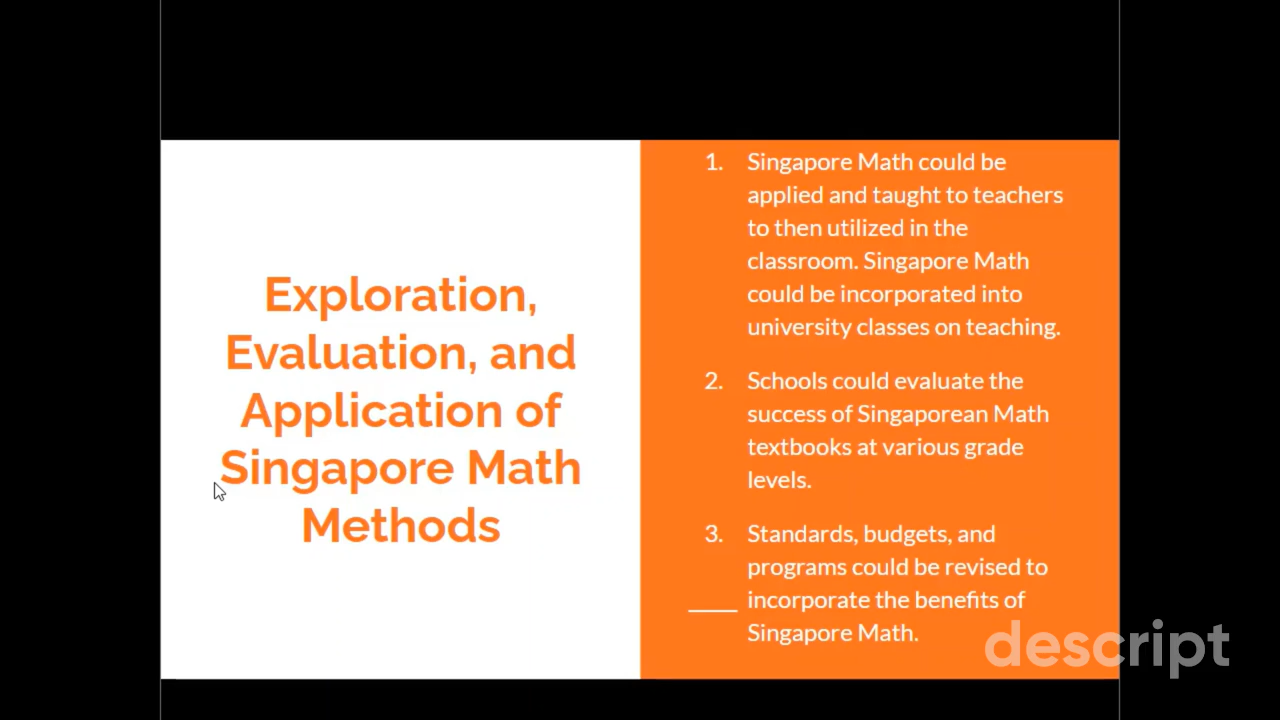 Exploration,
Evaluation, and
Application of
Singapore Math
Methods
1. Singapore Math could be
applied and taught to teachers
to then utilized in the
classroom. Singapore Math
could be incorporated into
university classes on teaching.
2. Schools could evaluate the
success of Singaporean Math
textbooks at various grade
levels.
3. Standards, budgets, and
programs could be revised to
incorporate the benefits of
Singapore Math.
descript